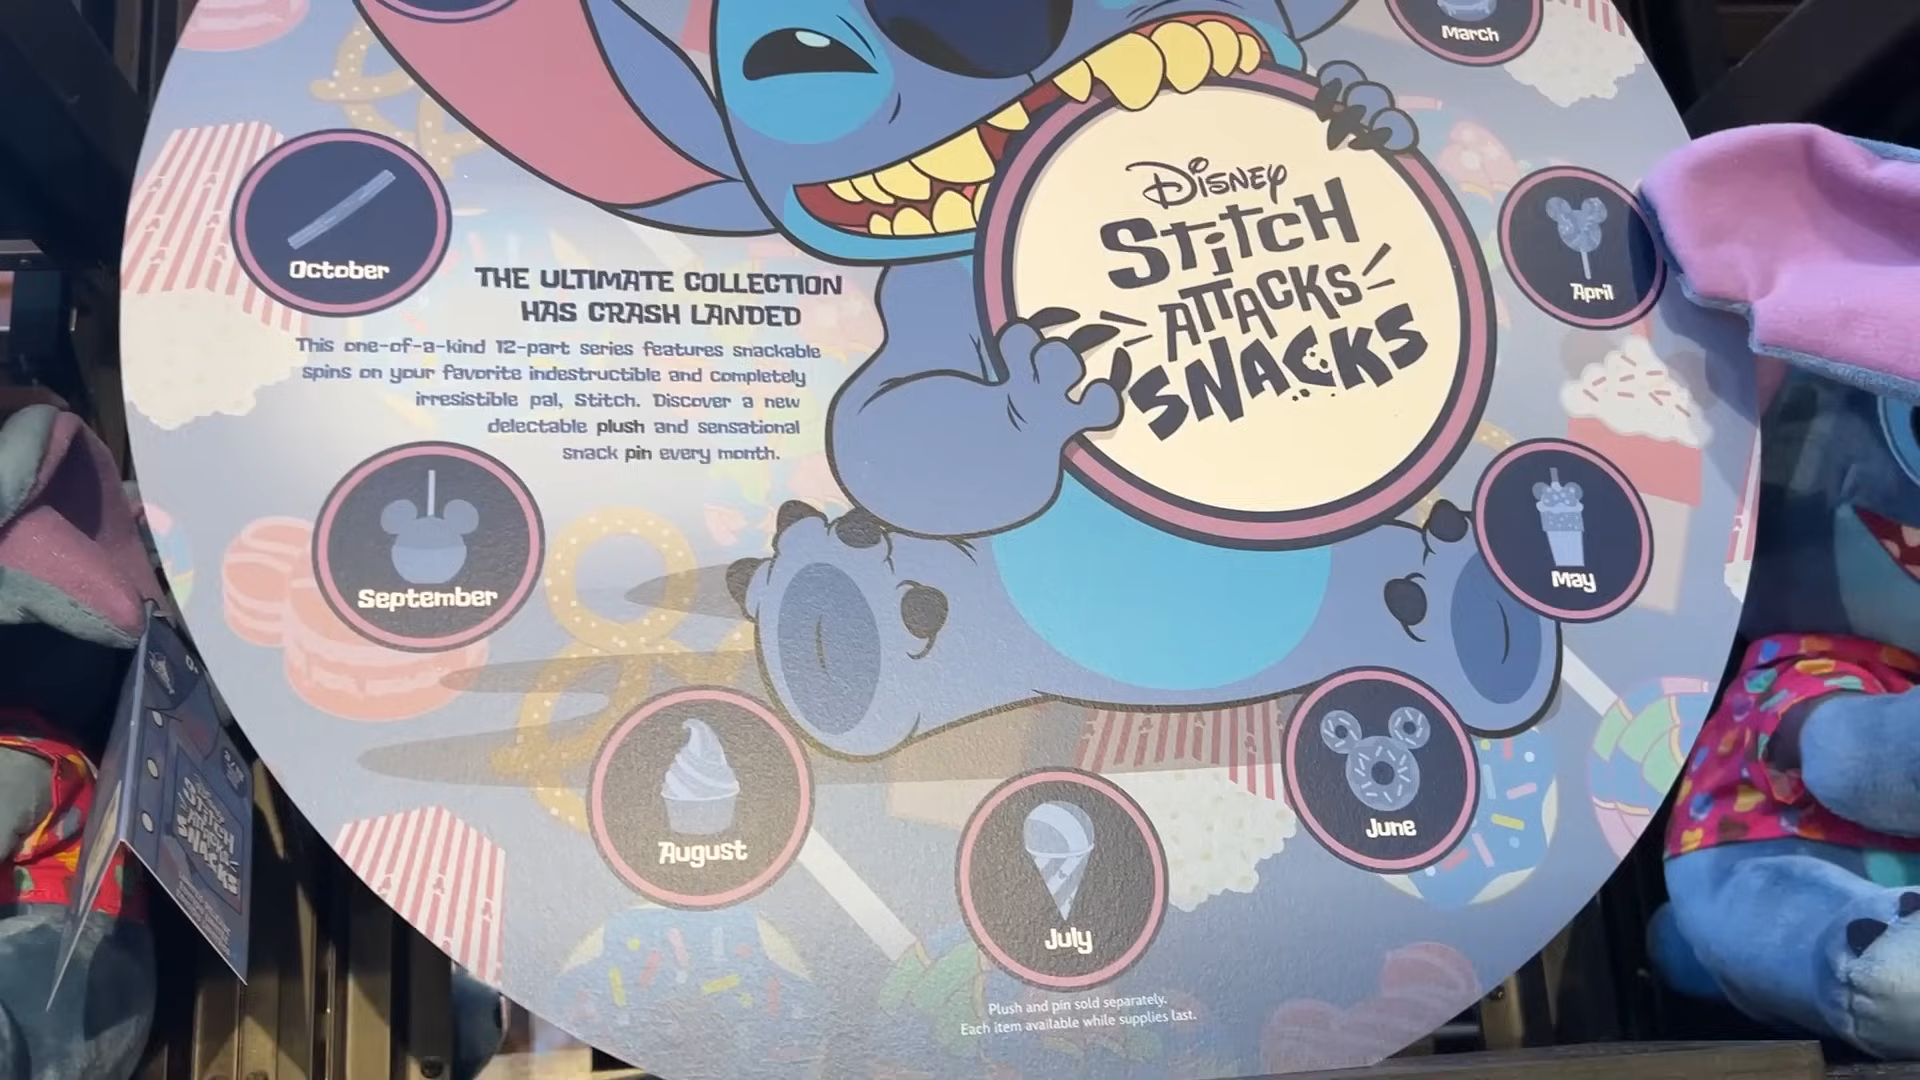 March
October
DISNEY
STITCH
ATTACKS
SNACKS
April
THE ULTIMATE COLLECTION
HAS CRASH LANDED
This one-of-a-kind 12-part series features snackable
spins on your favorite indestructible and completely
irresistible pal, Stitch. Discover a new
delectable plush and sensational
snack pin every month.
September
May
August
June
July
Plush and pin sold separately.
Each item available while supplies last.
STITCH
ATTACKS
SNACKS